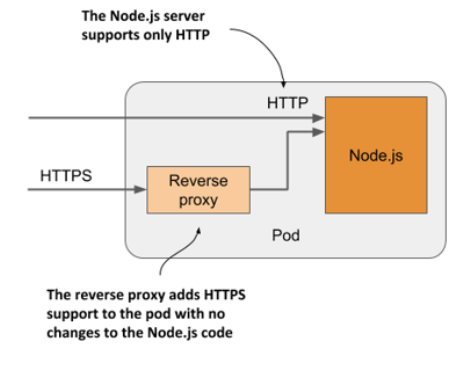 The Node.js server
supports only HTTP
HTTP
Node.js
HTTPS
Reverse
proxy
Pod
The reverse proxy adds HTTPS
support to the pod with no
changes to the Node.js code